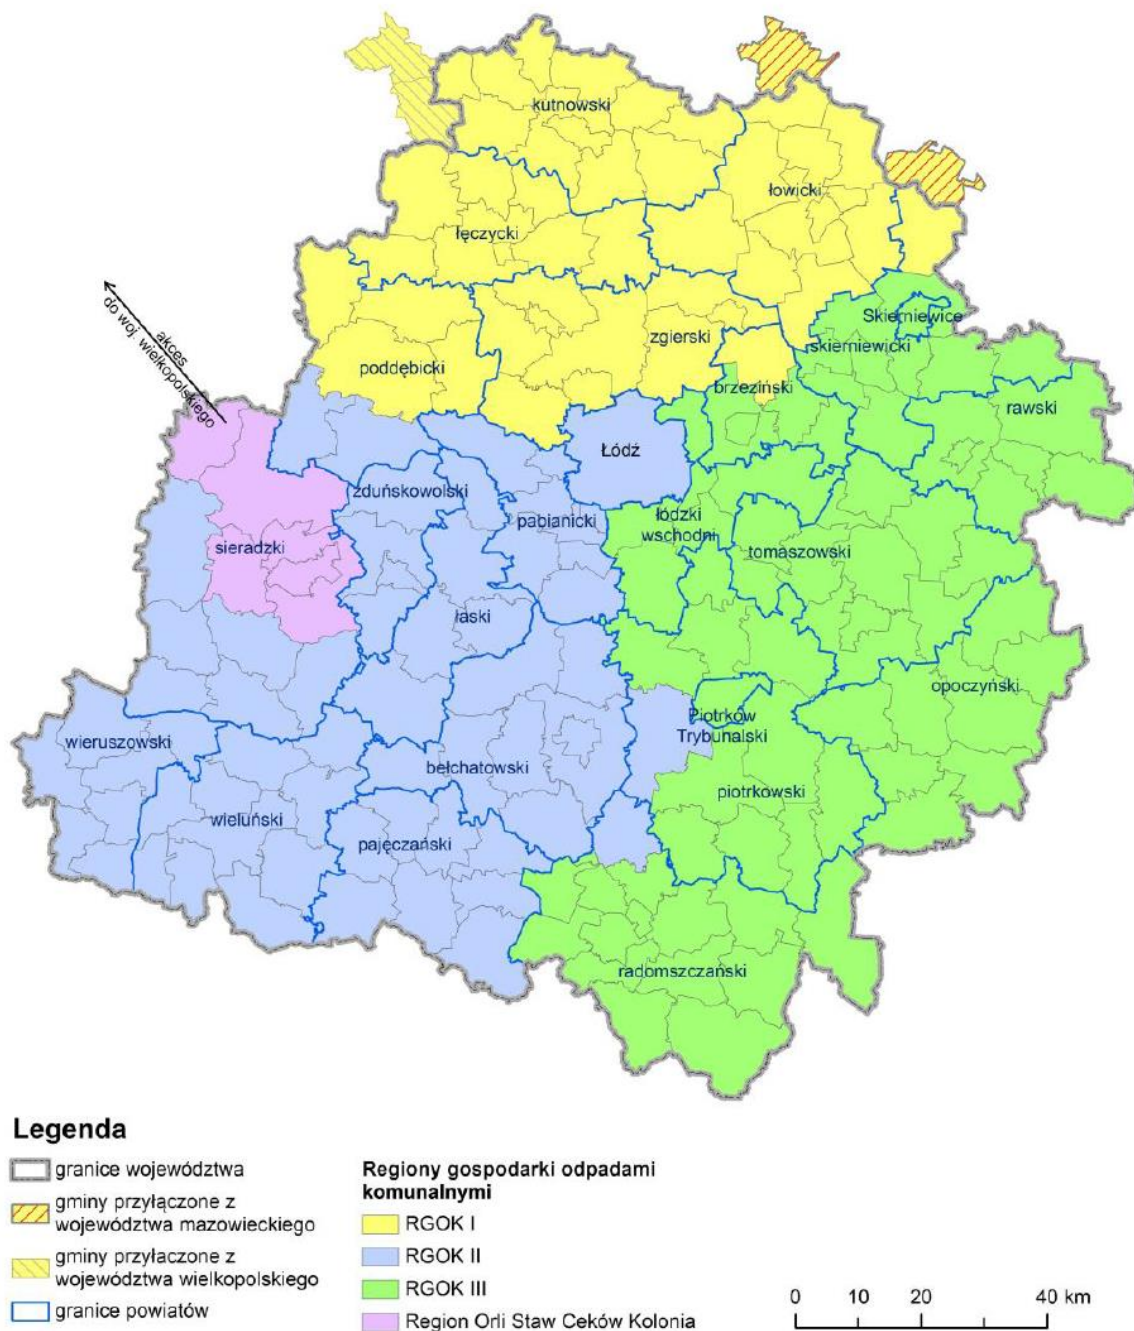 kutnowski
łowicki
łęczycki
akces
do woj. wielkopolskiego
Skierniewice
zgierski
skierniewicki
poddębicki
brzeziński
rawski
Łódź
zduńskowolski
pabianicki
łódzki
wschodni
sieradzki
tomaszowski
łaski
opoczyński
Piotrków
Trybunalski
wieruszowski
bełchatowski
piotrkowski
wieluński
pajęczański
radomszczański
Legenda
granice województwa
gminy przyłączone z
województwa mazowieckiego
gminy przyłaczone z
województwa wielkopolskiego
granice powiatów
Regiony gospodarki odpadami
komunalnymi
RGOK I
RGOK II
RGOK III
Region Orli Staw Ceków Kolonia
0 10 20 40 km